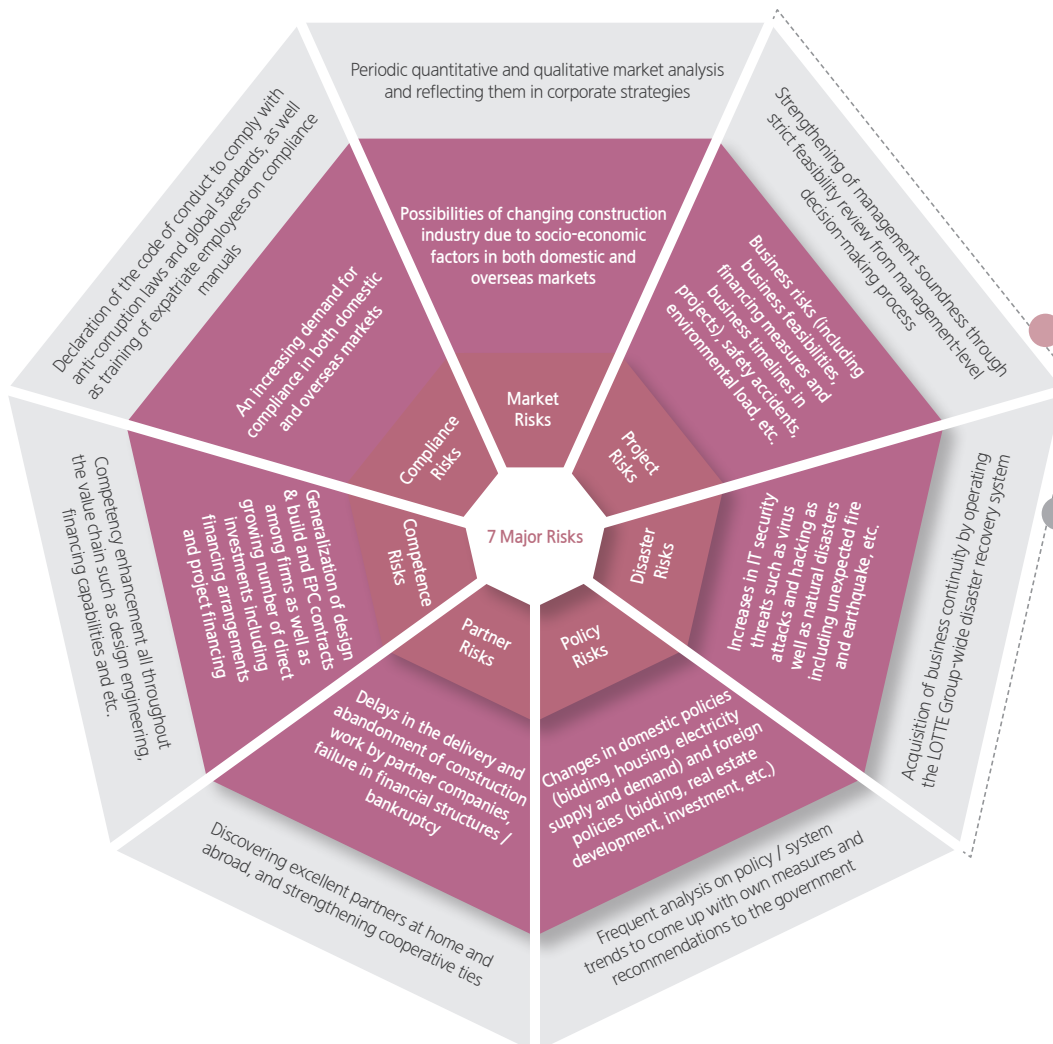 7 Major Risks
Market
Risks
Possibilities of changing construction
industry due to socio-economic
factors in both domestic and
overseas markets
Periodic quantitative and qualitative market analysis
and reflecting them in corporate strategies
Project
Risks
Business risks (including
business feasibilities,
financing measures and
business timelines in
projects), safety accidents,
environmental load, etc.
Strengthening of management soundness through
strict feasibility review from management-level
decision-making process
Disaster
Risks
Increases in IT security
threats such as virus
attacks and hacking as
well as natural disasters
including unexpected fire
and earthquake, etc.
Acquisition of business continuity by operating
the LOTTE Group-wide disaster recovery system
Policy
Risks
Changes in domestic policies
(bidding, housing, electricity
supply and demand) and foreign
policies (bidding, real estate
development, investment, etc.)
Frequent analysis on policy / system
trends to come up with own measures and
recommendations to the government
Partner
Risks
Delays in the delivery and
abandonment of construction
work by partner companies,
failure in financial structures /
bankruptcy
Discovering excellent partners at home and
abroad, and strengthening cooperative ties
Competence
Risks
Generalization of design
& build and EPC contracts
among firms as well as
growing number of direct
investments including
financing arrangements
and project financing
Competency enhancement all throughout
the value chain such as design engineering,
financing capabilities and etc.
Compliance
Risks
An increasing demand for
compliance in both domestic
and overseas markets
Declaration of the code of conduct to comply with
anti-corruption laws and global standards, as well
as training of expatriate employees on compliance
manuals